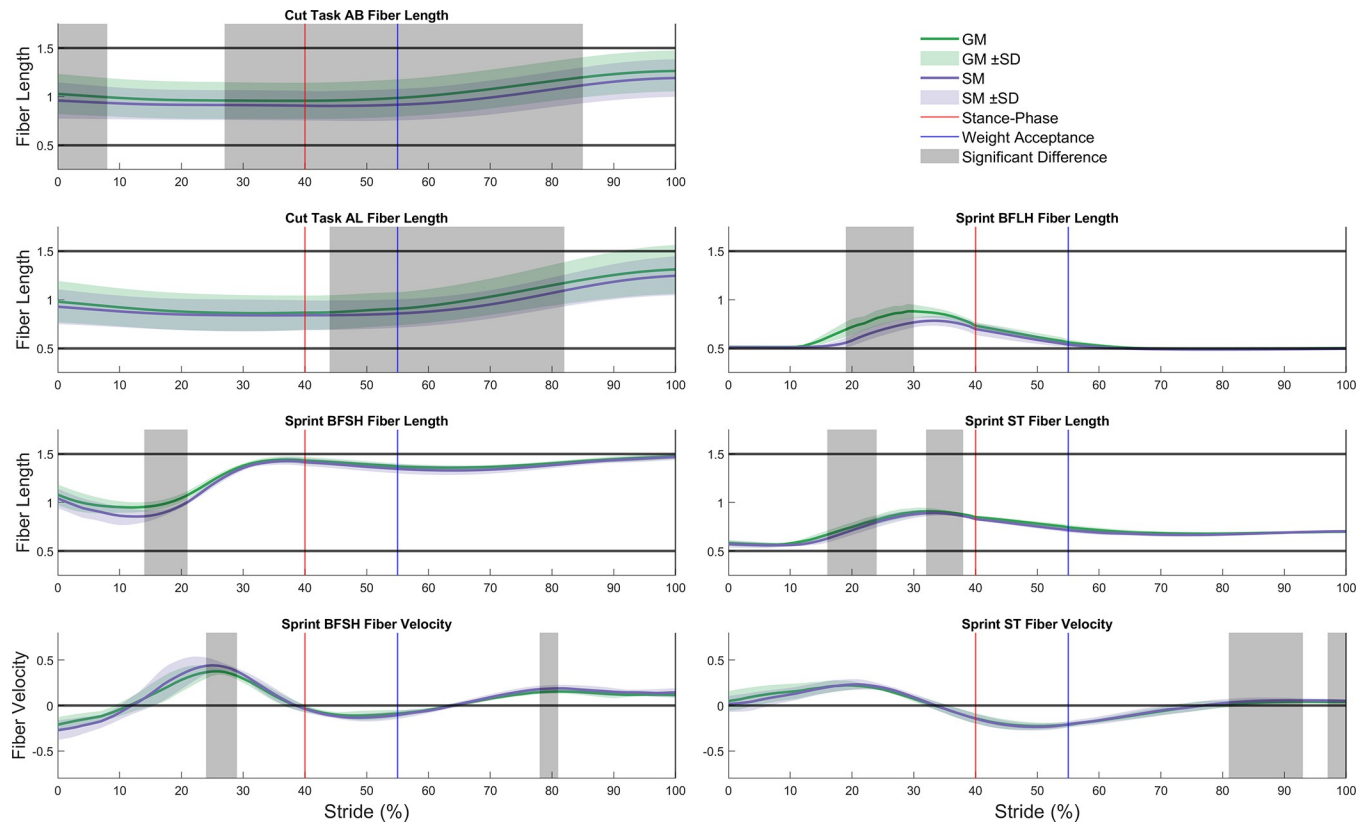 Cut Task AB Fiber Length
Fiber Length
1.5
1
0.5
0 10 20 30 40 50 60 70 80 90 100
GM
GM ±SD
SM
SM ±SD
Stance-Phase
Weight Acceptance
Significant Difference
Cut Task AL Fiber Length
Fiber Length
1.5
1
0.5
0 10 20 30 40 50 60 70 80 90 100
Sprint BFLH Fiber Length
1.5
1
0.5
0 10 20 30 40 50 60 70 80 90 100
Sprint BFSH Fiber Length
Fiber Length
1.5
1
0.5
0 10 20 30 40 50 60 70 80 90 100
Sprint ST Fiber Length
1.5
1
0.5
0 10 20 30 40 50 60 70 80 90 100
Sprint BFSH Fiber Velocity
Fiber Velocity
0.5
0
-0.5
0 10 20 30 40 50 60 70 80 90 100
Stride (%)
Sprint ST Fiber Velocity
0.5
0
-0.5
0 10 20 30 40 50 60 70 80 90 100
Stride (%)